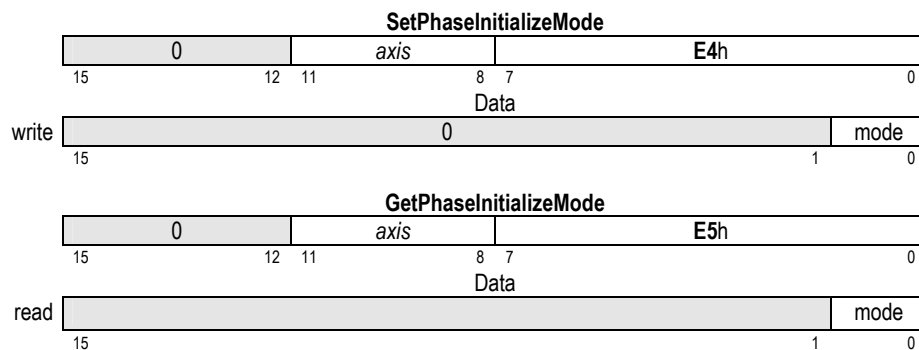 SetPhaseInitializeMode
0 axis E4h
15 12 11 8 7 0
Data
write 0 mode
15 1 0
GetPhaseInitializeMode
0 axis E5h
15 12 11 8 7 0
Data
read mode
15 1 0